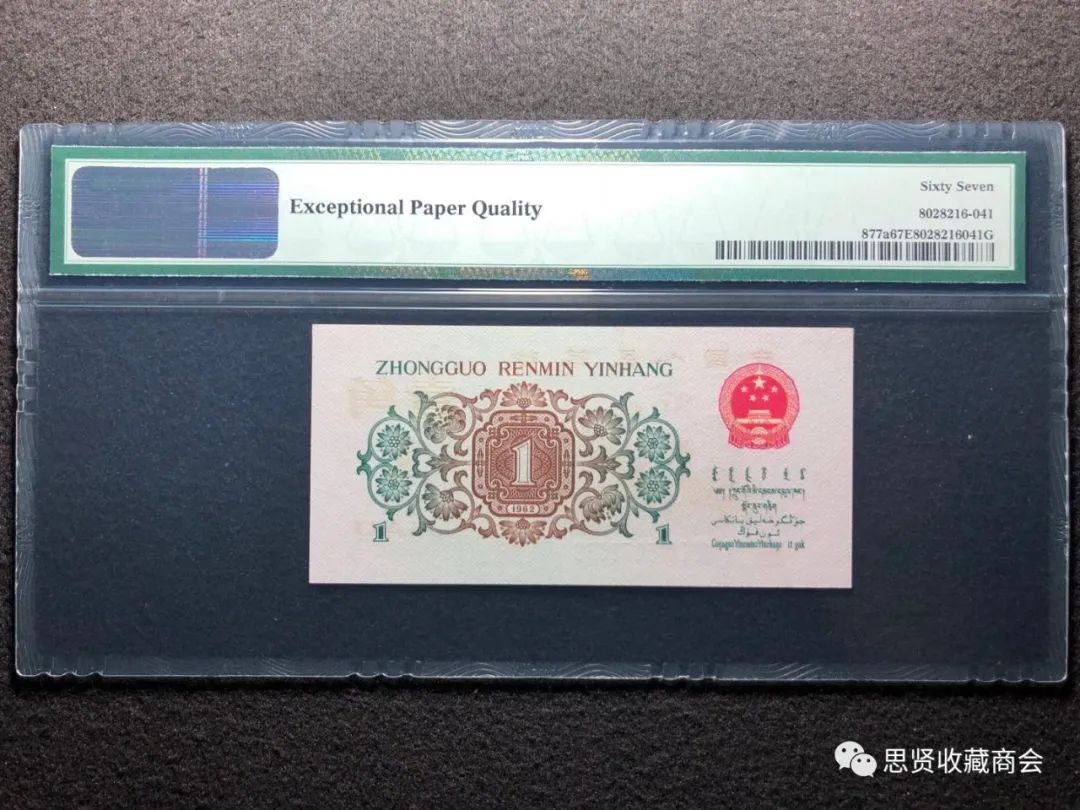 Exceptional Paper Quality
Sixty Seven
8028216-041
877a67E8028216041G
PMG
ZHONGGUO RENMIN YINHANG
1
1962
1
1
思贤收藏商会